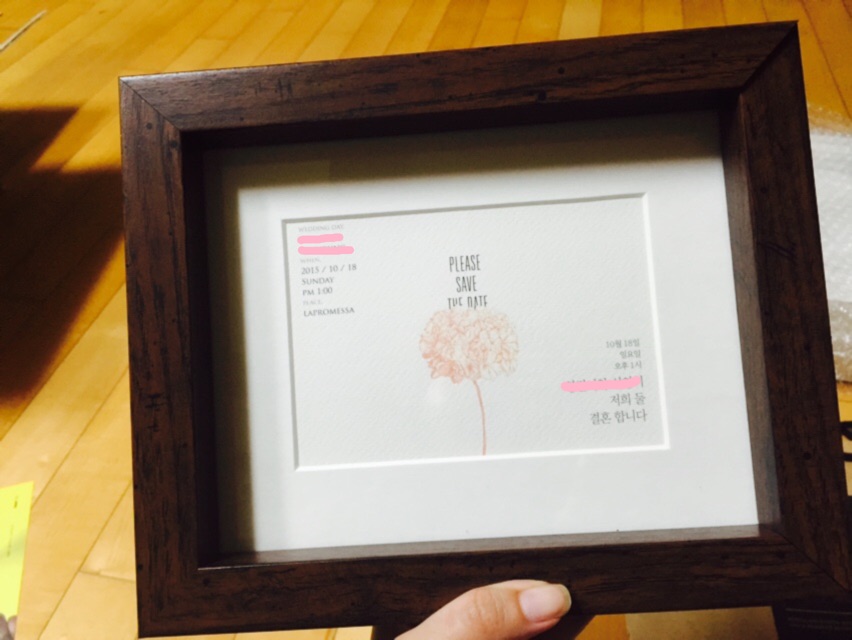 WEDDING DAY
WHEN
2015 / 10 / 18
SUNDAY
PM 1:00
PLACE
LAPROMESSA
PLEASE
SAVE
THE DATE
10월 18일
일요일
오후 1시
저희 둘
결혼 합니다